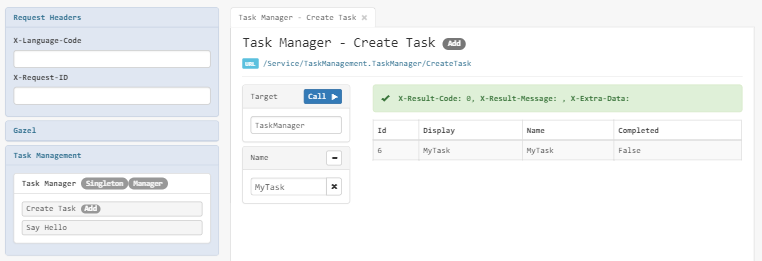 Request Headers
X-Language-Code
X-Request-ID
Gazel
Task Management
Task Manager Singleton Manager
Create Task Add
Say Hello
Task Manager - Create Task ×
Task Manager - Create Task Add
URL /Service/TaskManagement.TaskManager/CreateTask
Target Call
TaskManager
Name
MyTask
X-Result-Code: 0, X-Result-Message: , X-Extra-Data:
Id Display Name Completed
6 MyTask MyTask False